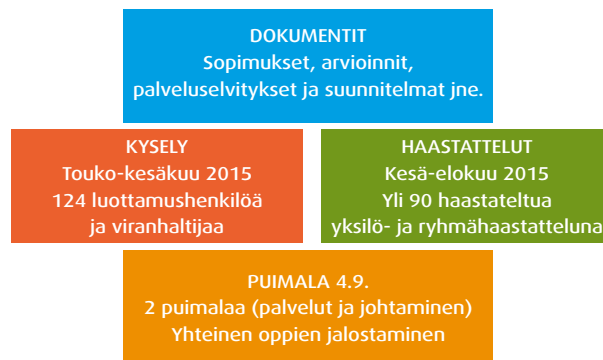 DOKUMENTIT
Sopimukset, arvioinnit,
palveluselvitykset ja suunnitelmat jne.
KYSELY
Touko-kesäkuu 2015
124 luottamushenkilöä
ja viranhaltijaa
HAASTATTELUT
Kesä-elokuu 2015
Yli 90 haastateltua
yksilö- ja ryhmähaastatteluna
PUIMALA 4.9.
2 puimalaa (palvelut ja johtaminen)
Yhteinen oppien jalostaminen